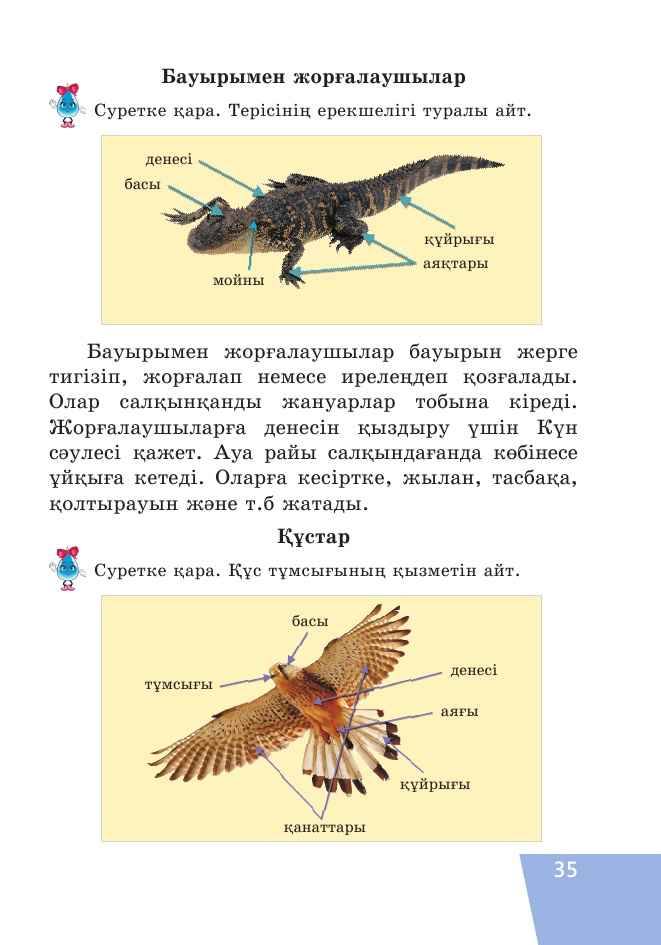 Бауырымен жорғалаушылар
Суретке қара. Терісінің ерекшелігі туралы айт.
денесі
басы
құйрығы
аяқтары
мойны
Бауырымен жорғалаушылар бауырын жерге
тигізіп, жорғалап немесе иреленіп қозғалады.
Олар салқынқанды жануарлар тобына кіреді.
Жорғалаушыларға денесін қыздыру үшін Күн
сәулесі қажет. Ауа райы салқындағанда көбінесе
ұйқыға кетеді. Оларға кесіртке, жылан, тасбақа,
қолтырауын және т.б жатады.
Құстар
Суретке қара. Құс тұмсығының қызметін айт.
басы
тұмсығы
денесі
аяғы
құйрығы
қанаттары
35